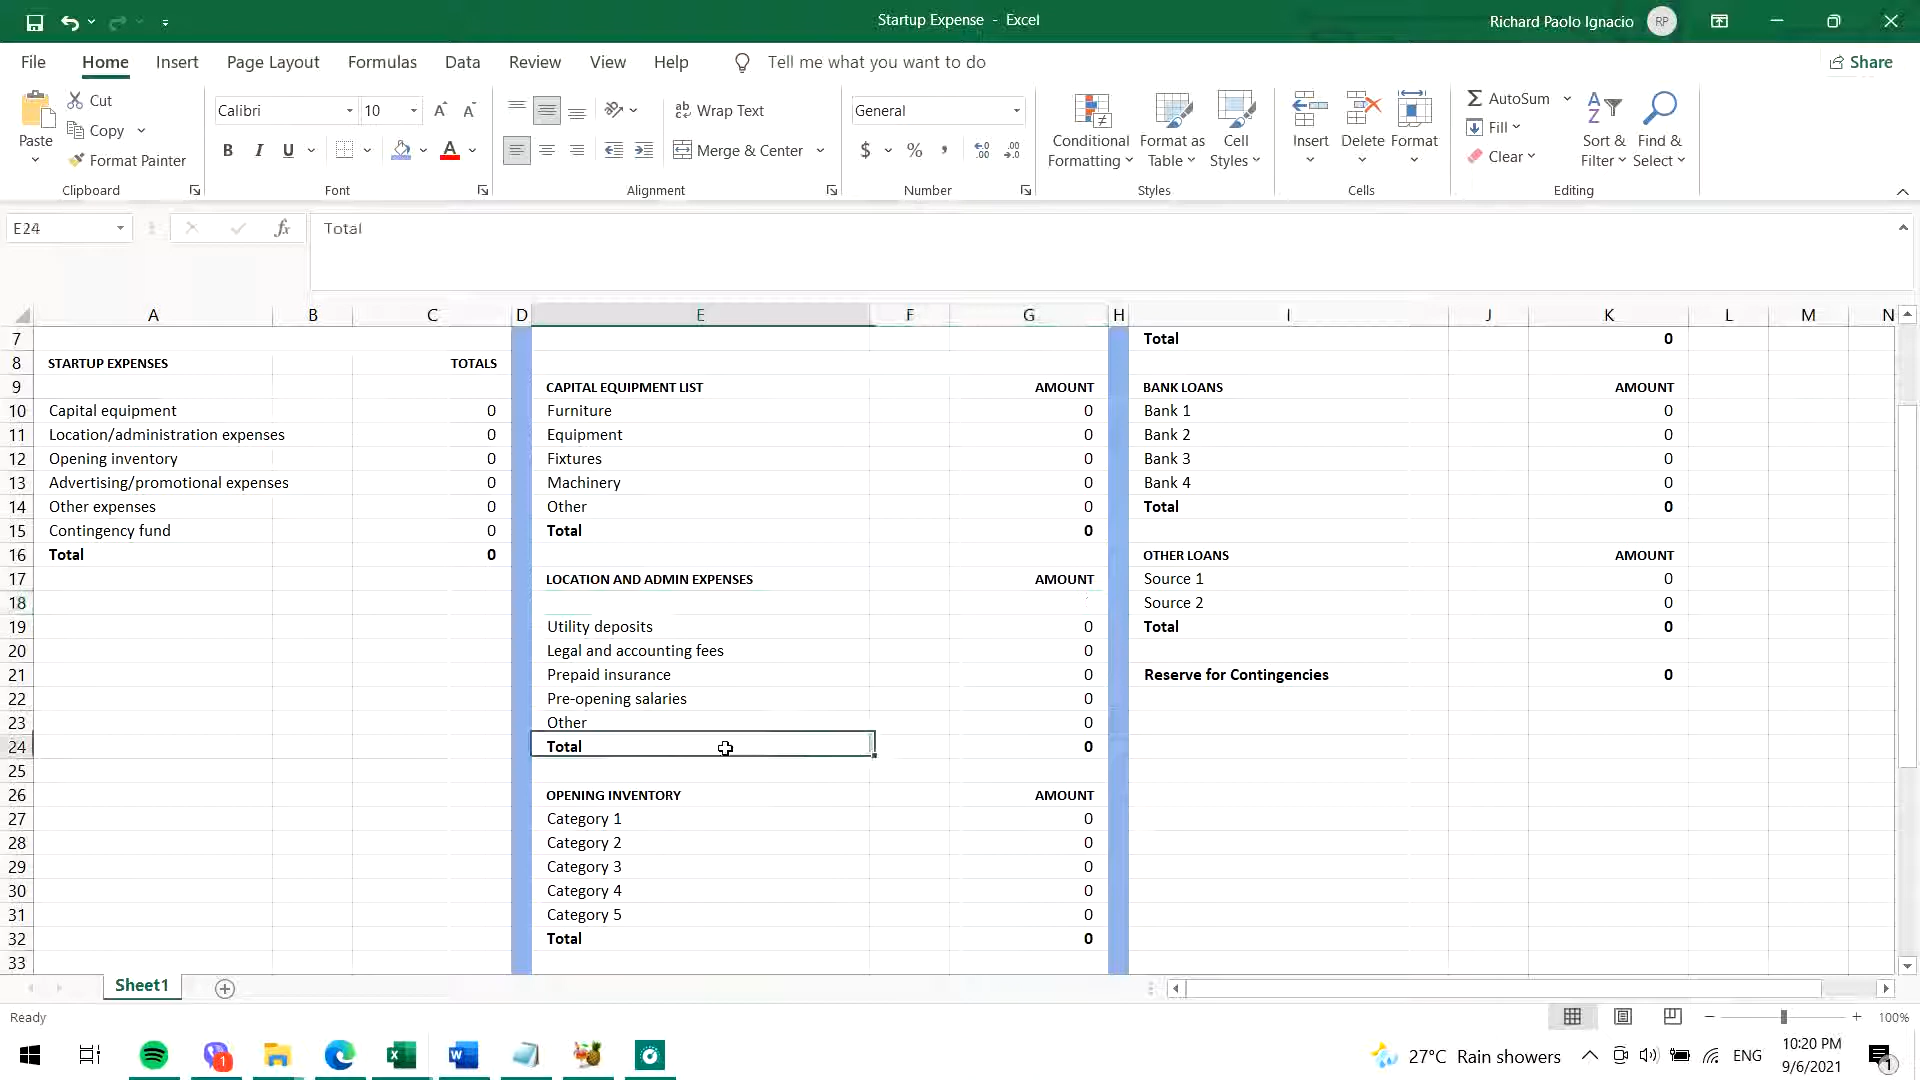 Startup Expense - Excel
Richard Paolo Ignacio RP
File Home Insert Page Layout Formulas Data Review View Help Tell me what you want to do Share
Paste
Cut
Copy
Format Painter
Clipboard
Calibri 10
B I U
Font
Wrap Text
Merge & Center
Alignment
General
$ % ,
Number
Conditional Formatting
Format as Table
Cell Styles
Styles
Insert
Delete
Format
Cells
AutoSum
Fill
Clear
Sort & Filter
Find & Select
Editing
E24 fx Total
A B C D E F G H I J K L M N
7 Total 0
8 STARTUP EXPENSES TOTALS
9 CAPITAL EQUIPMENT LIST AMOUNT BANK LOANS AMOUNT
10 Capital equipment 0 Furniture 0 Bank 1 0
11 Location/administration expenses 0 Equipment 0 Bank 2 0
12 Opening inventory 0 Fixtures 0 Bank 3 0
13 Advertising/promotional expenses 0 Machinery 0 Bank 4 0
14 Other expenses 0 Other 0 Total 0
15 Contingency fund 0 Total 0
16 Total 0 OTHER LOANS AMOUNT
17 LOCATION AND ADMIN EXPENSES AMOUNT Source 1 0
18 Source 2 0
19 Utility deposits 0 Total 0
20 Legal and accounting fees 0
21 Prepaid insurance 0 Reserve for Contingencies 0
22 Pre-opening salaries 0
23 Other 0
24 Total 0
25
26 OPENING INVENTORY AMOUNT
27 Category 1 0
28 Category 2 0
29 Category 3 0
30 Category 4 0
31 Category 5 0
32 Total 0
33
Sheet1
Ready 100%
1
27°C Rain showers ENG
10:20 PM
9/6/2021
1